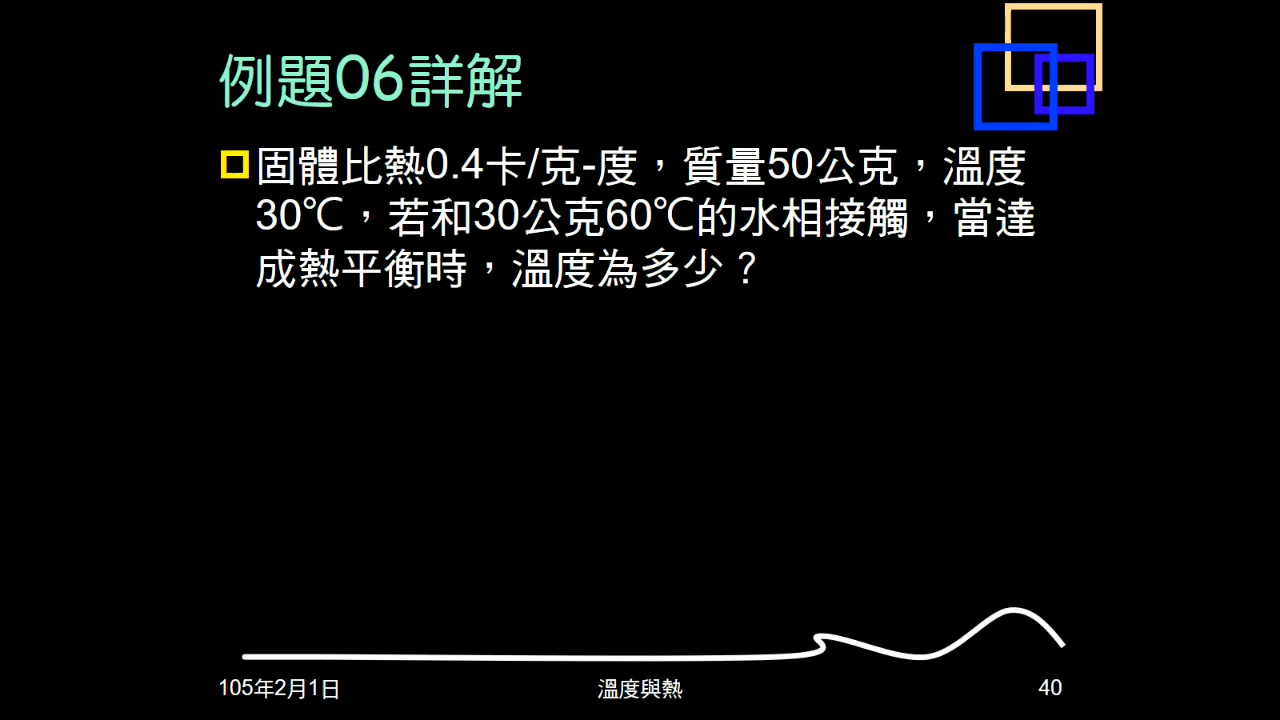 例題06詳解
固體比熱0.4卡/克-度，質量50公克，溫度
30℃，若和30公克60℃的水相接觸，當達
成熱平衡時，溫度為多少？
105年2月1日
溫度與熱
40